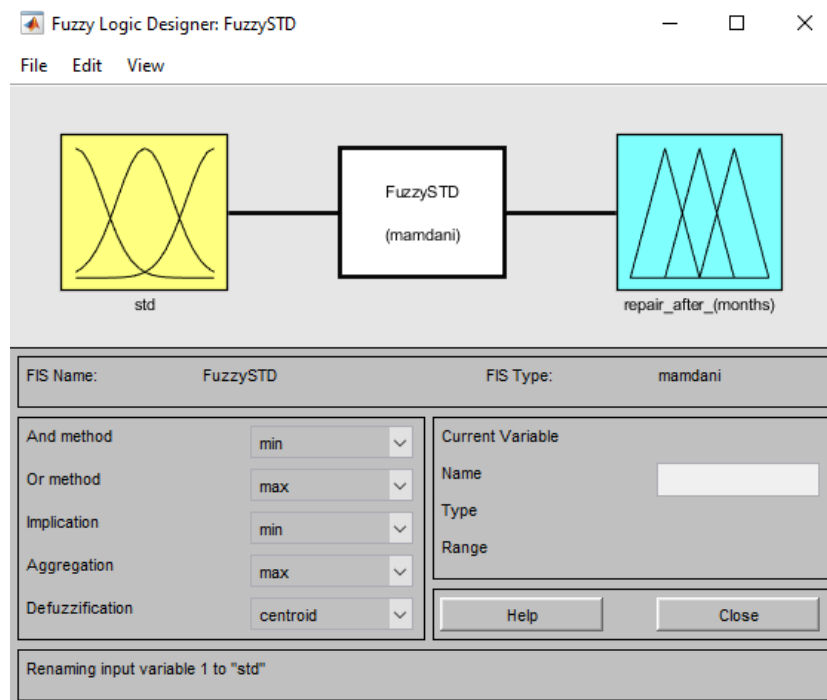 Fuzzy Logic Designer: FuzzySTD
File Edit View
FuzzySTD
(mamdani)
std
repair_after_(months)
FIS Name: FuzzySTD FIS Type: mamdani
And method min
Or method max
Implication min
Aggregation max
Defuzzification centroid
Current Variable
Name
Type
Range
Help Close
Renaming input variable 1 to "std"